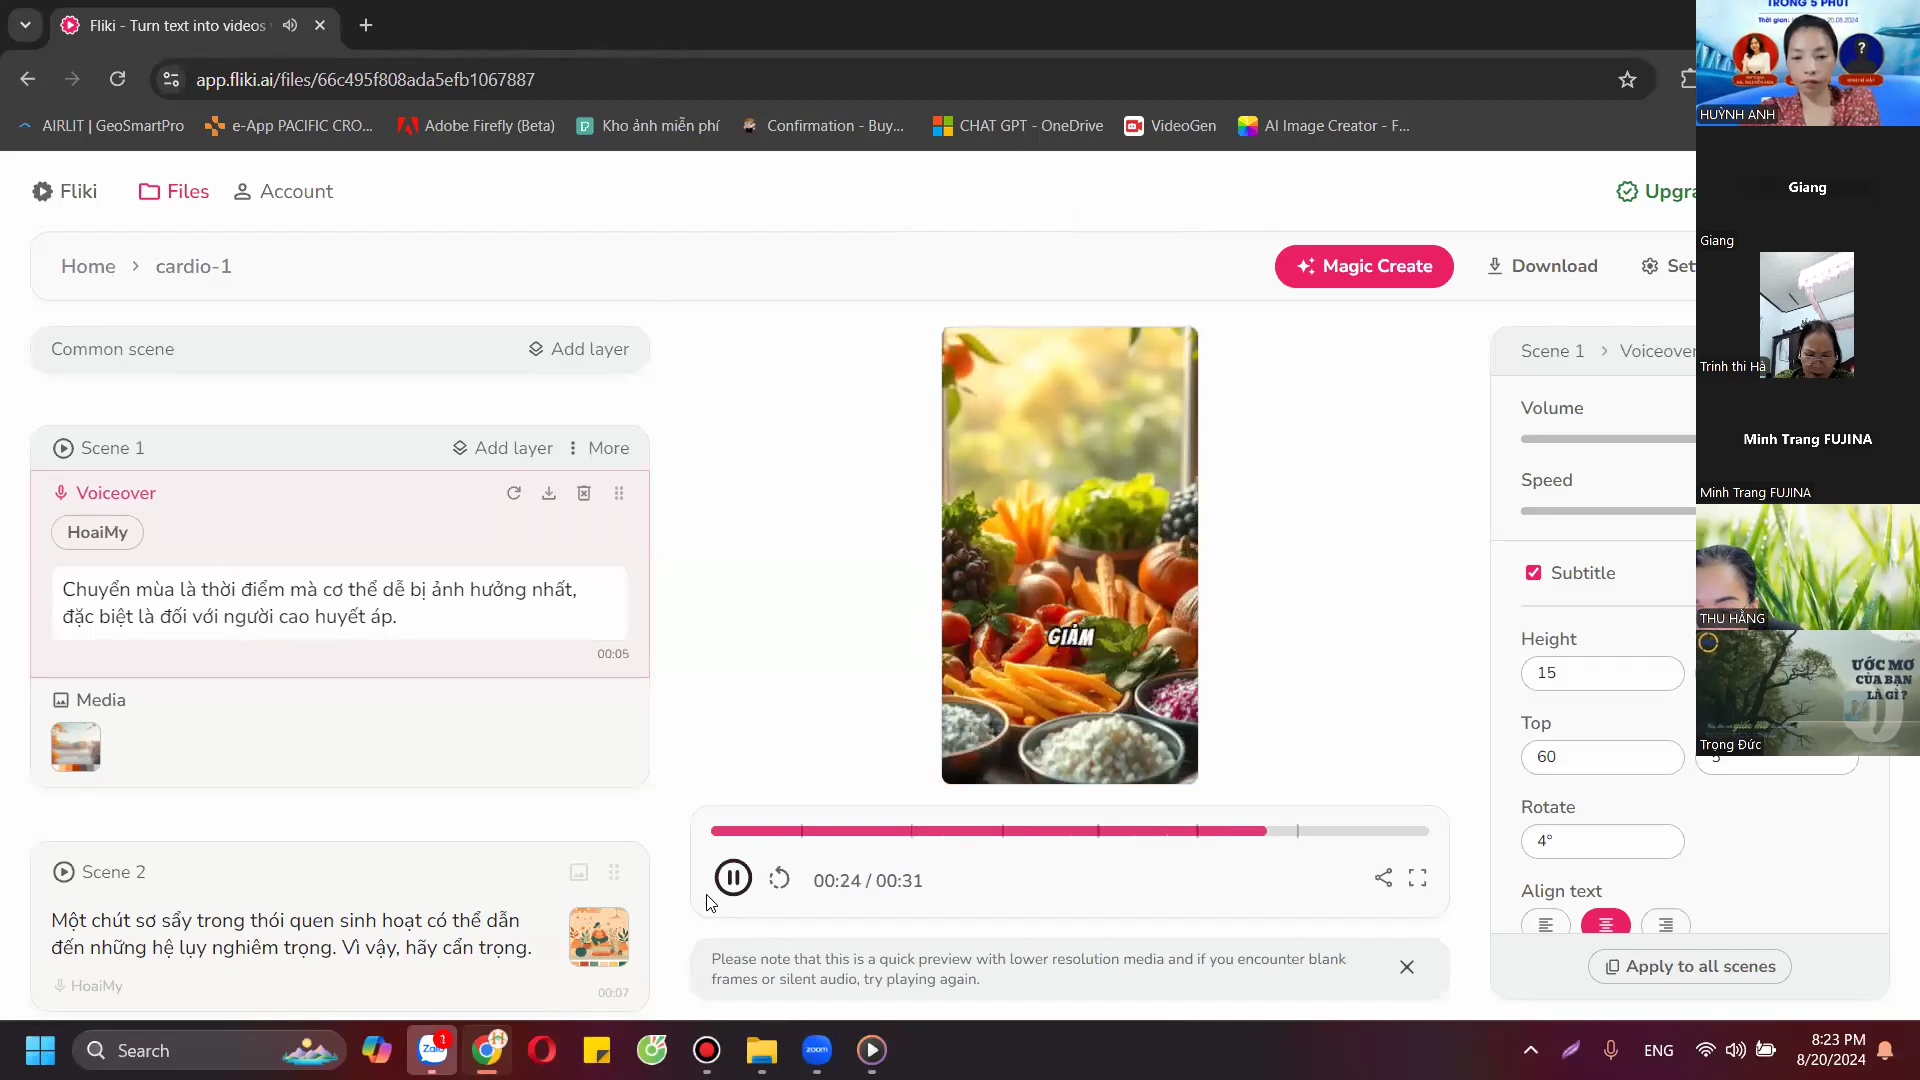 Fliki - Turn text into videos
app.fliki.ai/files/66c495f808ada5efb1067887
AIRLIT | GeoSmartPro
e-App PACIFIC CRO...
Adobe Firefly (Beta)
Kho ảnh miễn phí
Confirmation - Buy...
CHAT GPT - OneDrive
VideoGen
AI Image Creator - F...
Fliki
Files
Account
Upgra
Home > cardio-1
Magic Create
Download
Set
Common scene
Add layer
Scene 1
Add layer
More
Voiceover
HoaiMy
Chuyển mùa là thời điểm mà cơ thể dễ bị ảnh hưởng nhất,
đặc biệt là đối với người cao huyết áp.
00:05
Media
Scene 2
Một chút sơ sẩy trong thói quen sinh hoạt có thể dẫn
đến những hệ lụy nghiêm trọng. Vì vậy, hãy cẩn trọng.
HoaiMy
00:07
GIẢM
00:24 / 00:31
Please note that this is a quick preview with lower resolution media and if you encounter blank
frames or silent audio, try playing again.
Scene 1 > Voiceover
Volume
Speed
Subtitle
Height
15
Top
60
5
Rotate
4°
Align text
Apply to all scenes
TRONG 5 PHÚT
HUỲNH ANH
Giang
Giang
Trinh thi Hà
Minh Trang FUJINA
Minh Trang FUJINA
THU HẰNG
ƯỚC MƠ
CỦA BẠN
LÀ GÌ ?
Trọng Đức
Search
Zalo
1
zoom
ENG
8:23 PM
8/20/2024